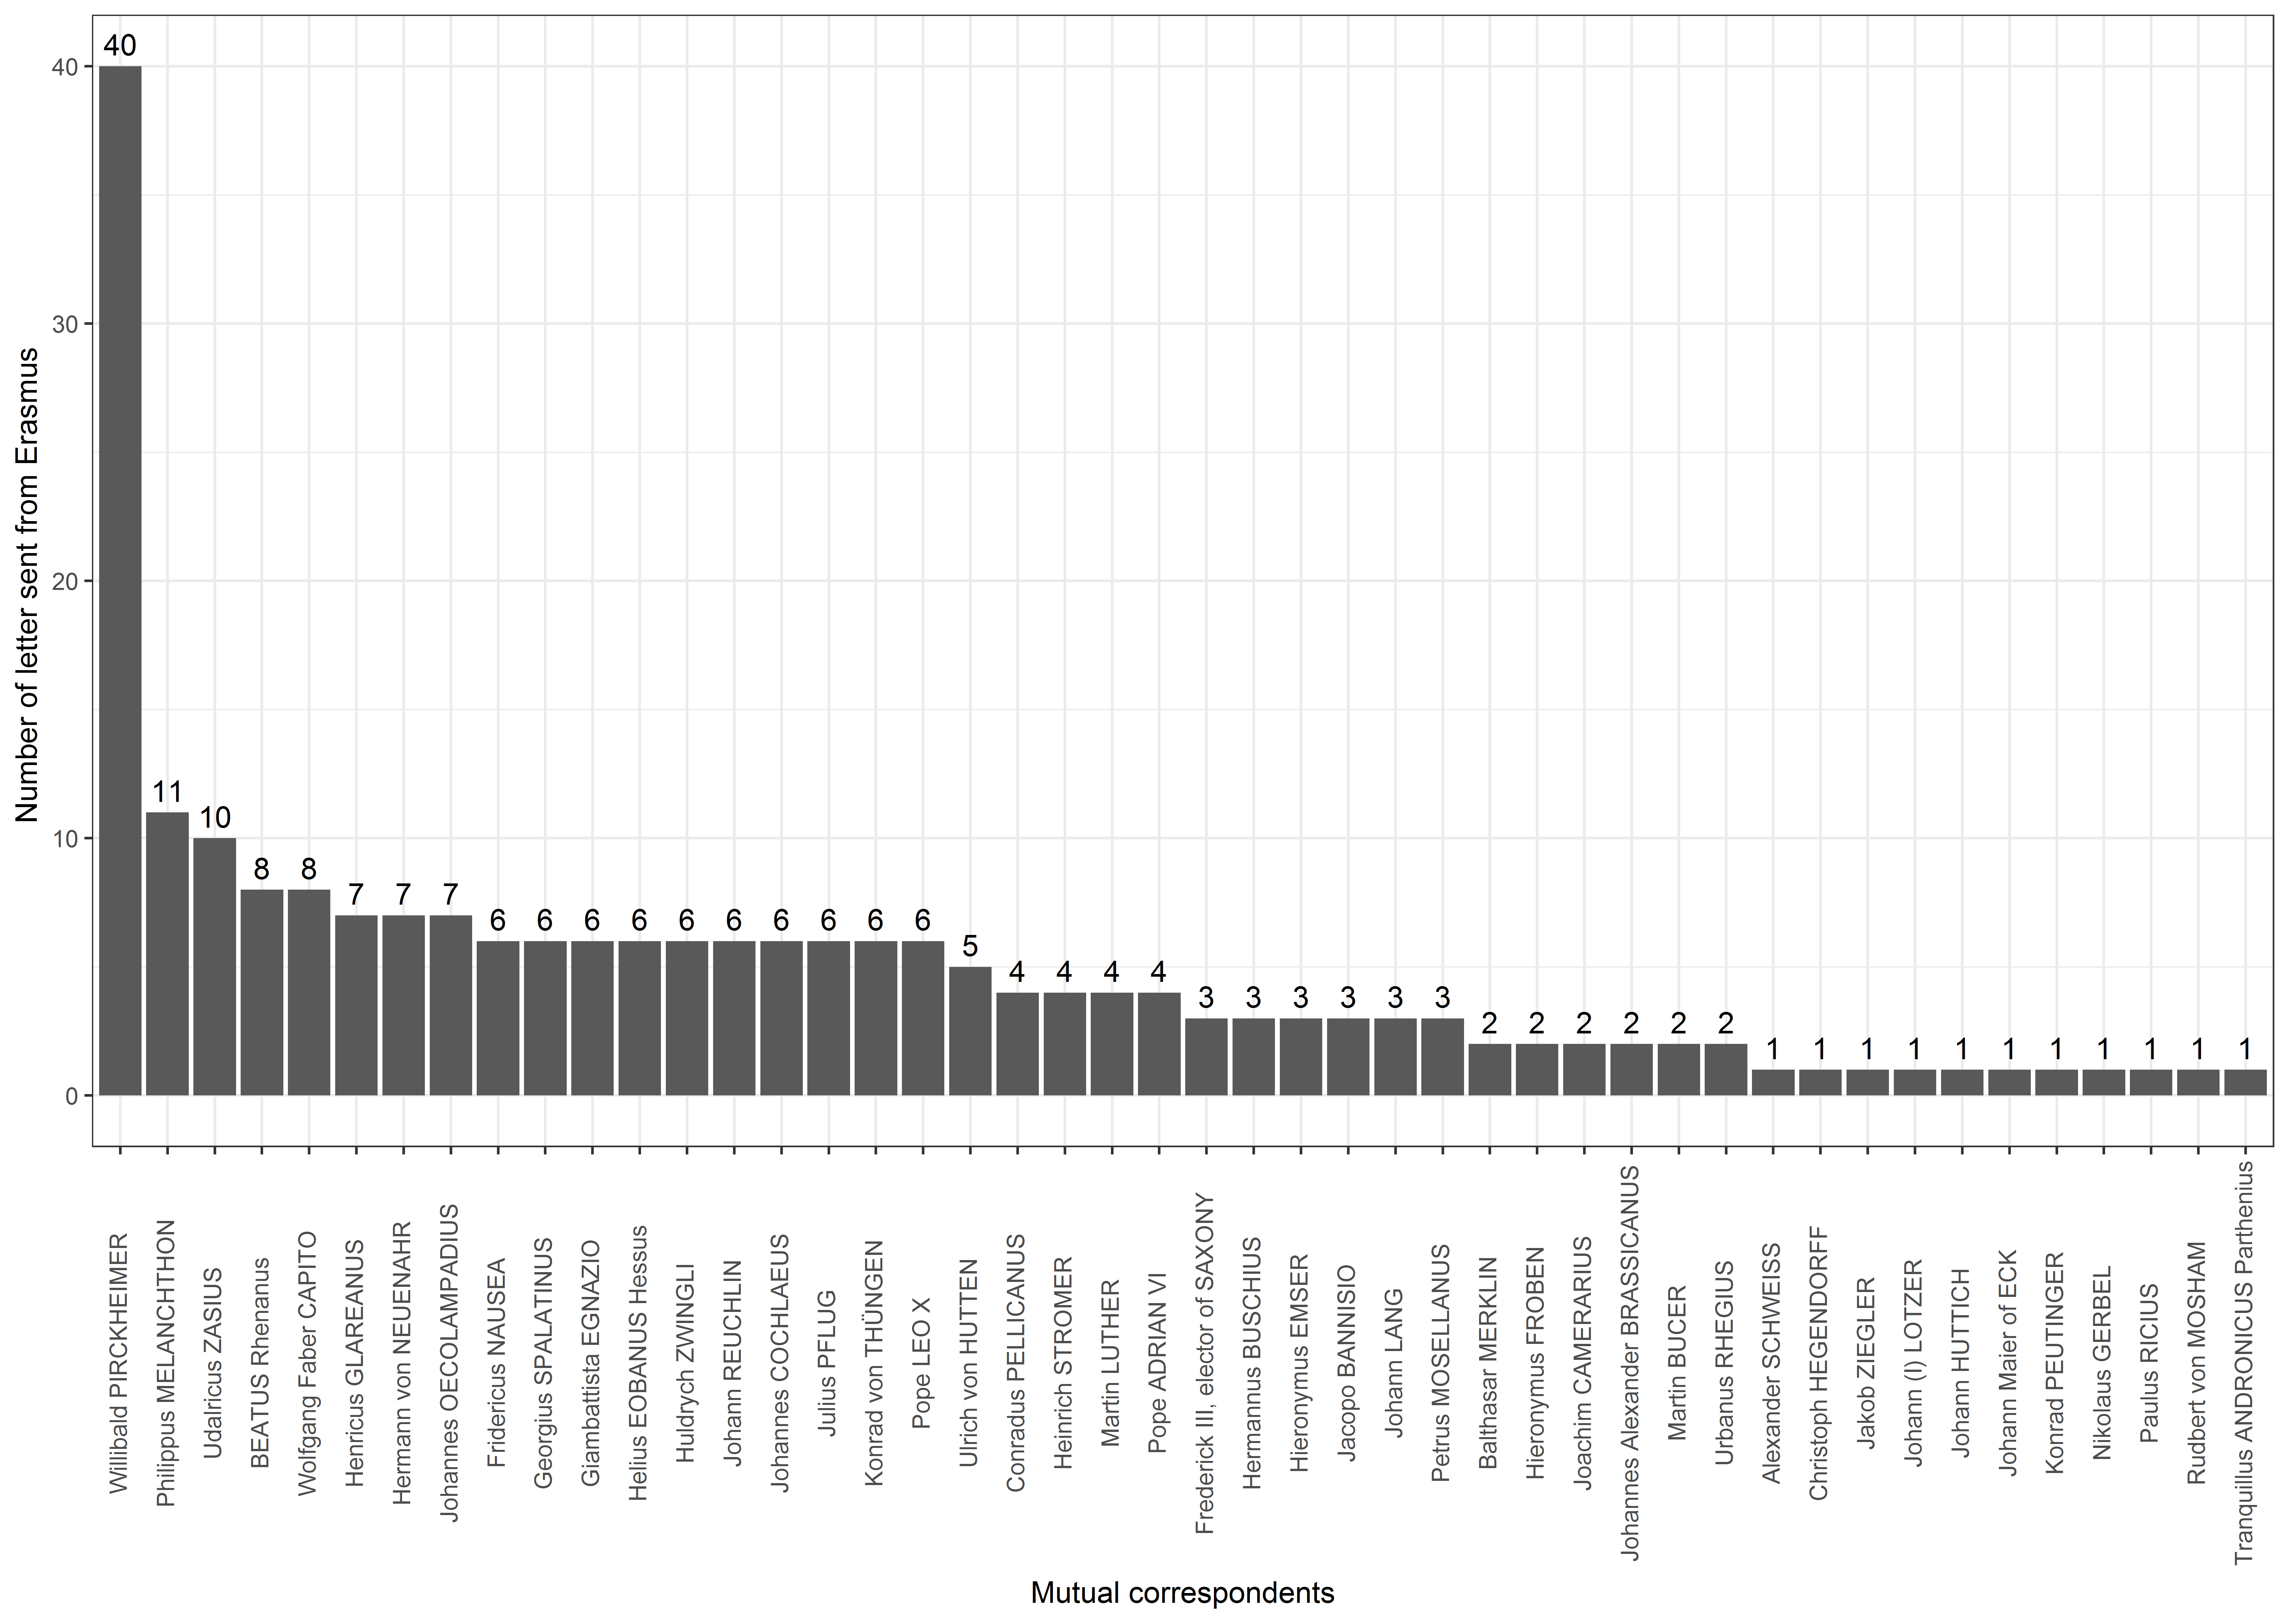 Number of letter sent from Erasmus
40
30
20
10
0
40
11
10
8
8
7
7
7
6
6
6
6
6
6
6
6
6
6
5
4
4
4
4
3
3
3
3
3
3
2
2
2
2
2
2
1
1
1
1
1
1
1
1
1
1
1
Willibald PIRCKHEIMER
Philippus MELANCHTHON
Udalricus ZASIUS
BEATUS Rhenanus
Wolfgang Faber CAPITO
Henricus GLAREANUS
Hermann von NEUENAHR
Johannes OECOLAMPADIUS
Fridericus NAUSEA
Georgius SPALATINUS
Giambattista EGNAZIO
Helius EOBANUS Hessus
Huldrych ZWINGLI
Johann REUCHLIN
Johannes COCHLAEUS
Julius PFLUG
Konrad von THÜNGEN
Pope LEO X
Ulrich von HUTTEN
Conradus PELLICANUS
Heinrich STROMER
Martin LUTHER
Pope ADRIAN VI
Frederick III, elector of SAXONY
Hermannus BUSCHIUS
Hieronymus EMSER
Jacopo BANNISIO
Johann LANG
Petrus MOSELLANUS
Balthasar MERKLIN
Hieronymus FROBEN
Joachim CAMERARIUS
Johannes Alexander BRASSICANUS
Martin BUCER
Urbanus RHEGIUS
Alexander SCHWEISS
Christoph HEGENDORFF
Jakob ZIEGLER
Johann (I) LOTZER
Johann HUTTICH
Johann Maier of ECK
Konrad PEUTINGER
Nikolaus GERBEL
Paulus RICIUS
Rudbert von MOSHAM
Tranquillus ANDRONICUS Parthenius
Mutual correspondents